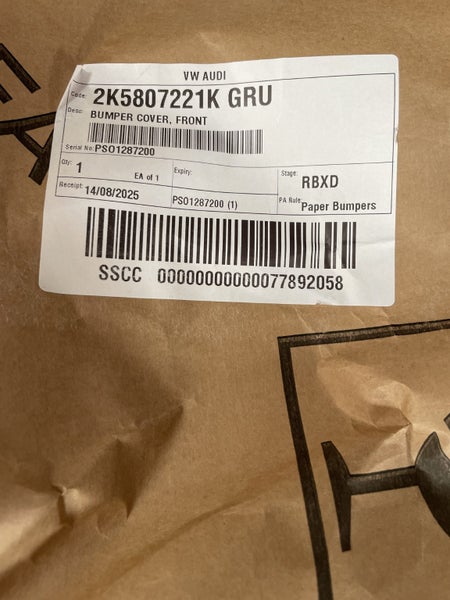 VW AUDI
Code: 2K5807221K GRU
Desc: BUMPER COVER, FRONT
Serial No: PSO1287200
Qty: 1 EA of 1 Expiry: Stage: RBXD
Receipt: 14/08/2025 PSO1287200 (1) PA Rule: Paper Bumpers
SSCC 00000000000077892058